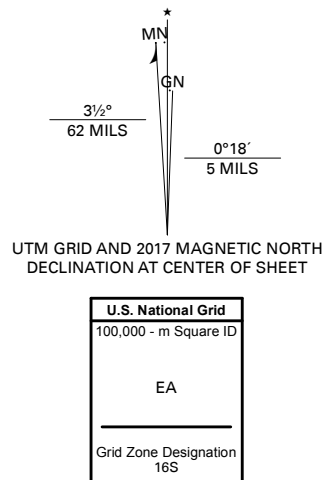 ★
MN
GN
3½°
62 MILS
0°18´
5 MILS
UTM GRID AND 2017 MAGNETIC NORTH
DECLINATION AT CENTER OF SHEET
U.S. National Grid
100,000 - m Square ID
EA
Grid Zone Designation
16S